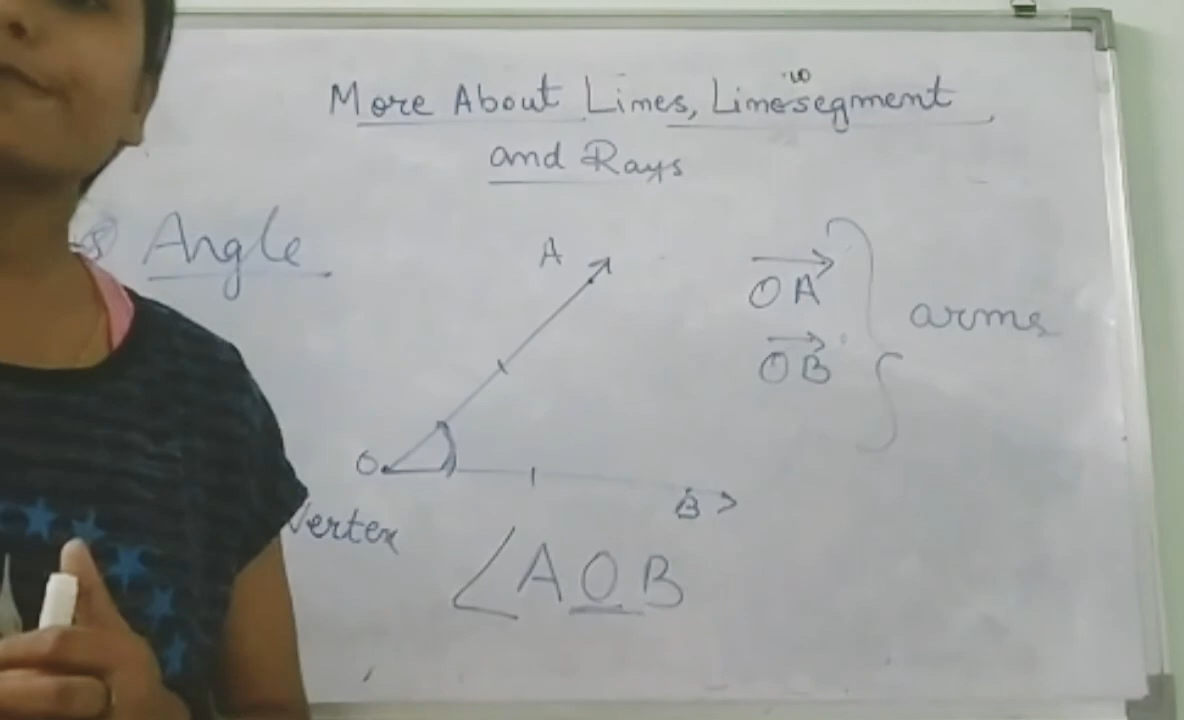 More About Lines, Linesegment
and Rays
Angle
A
OA
OB
arms
O
B
Vertex
∠AOB